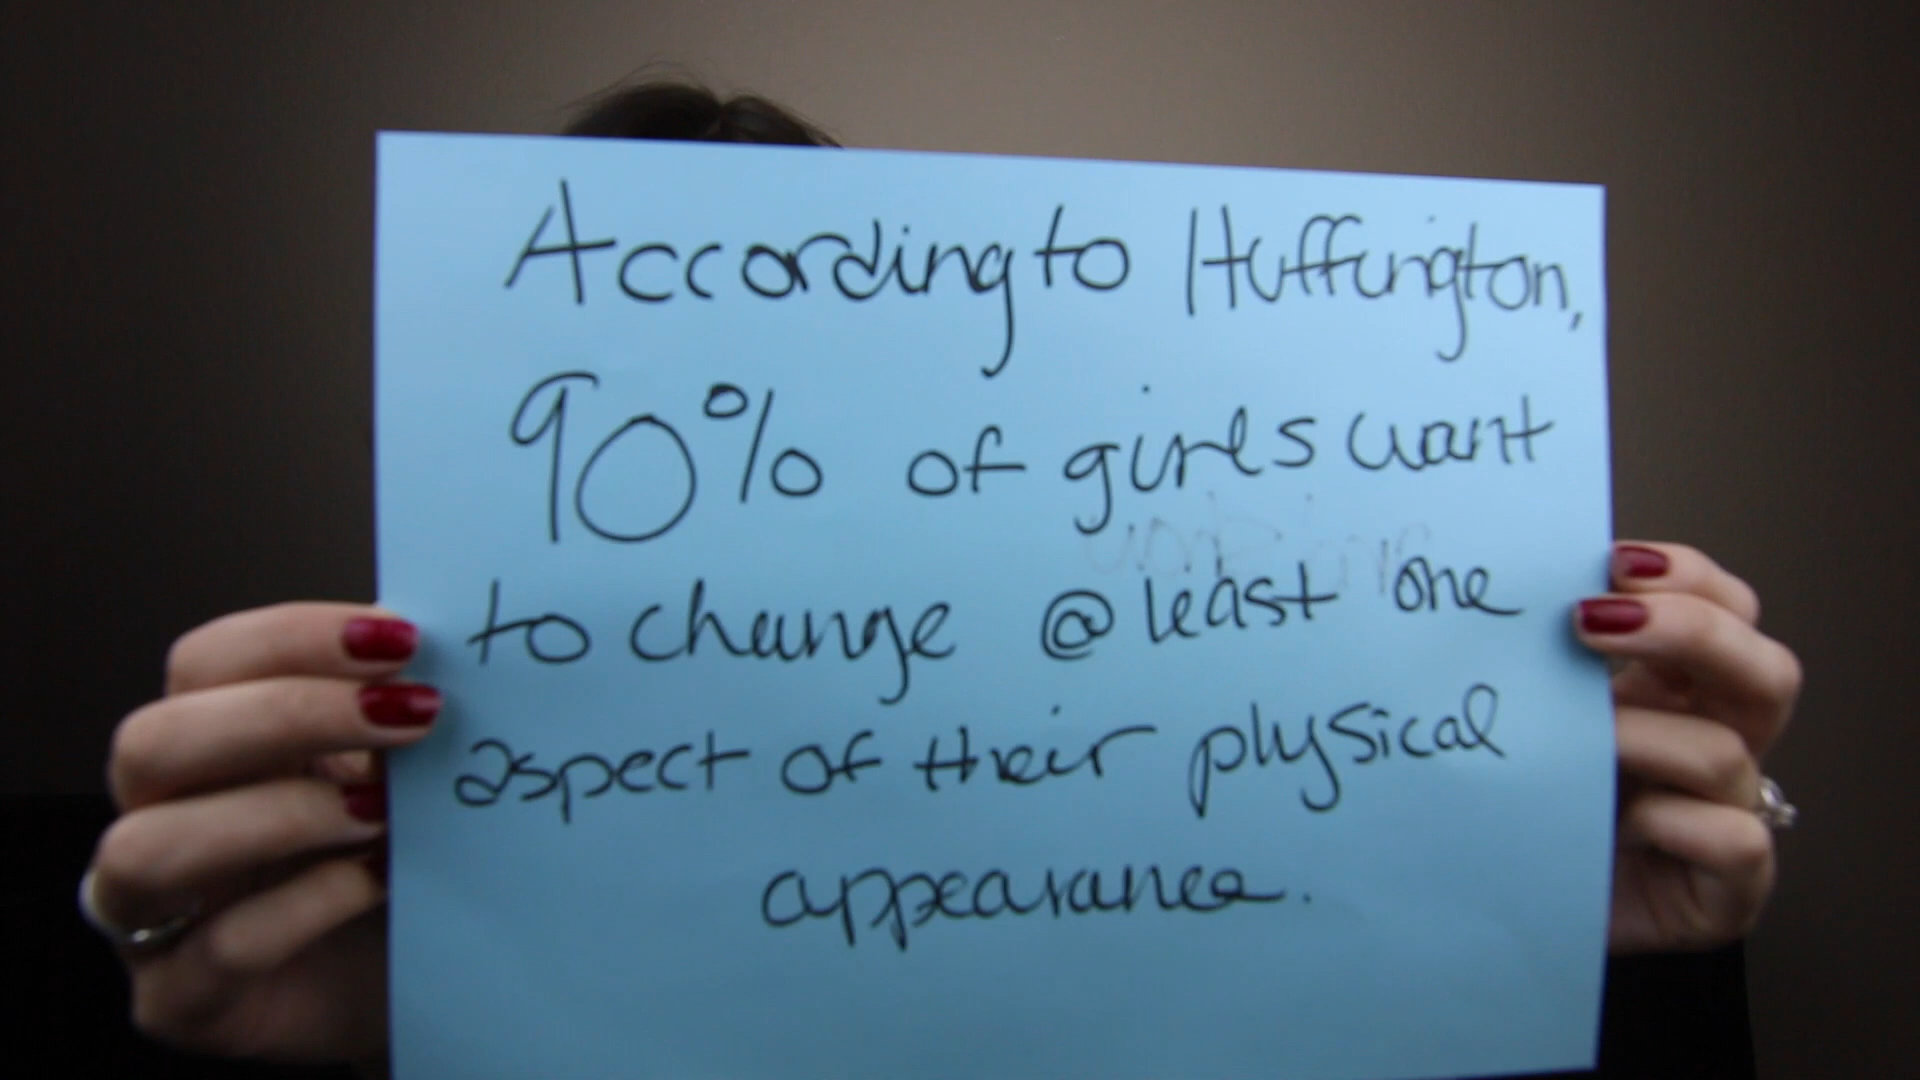 According to Huffington,
90% of girls want
to change @ least one
aspect of their physical
appearance.